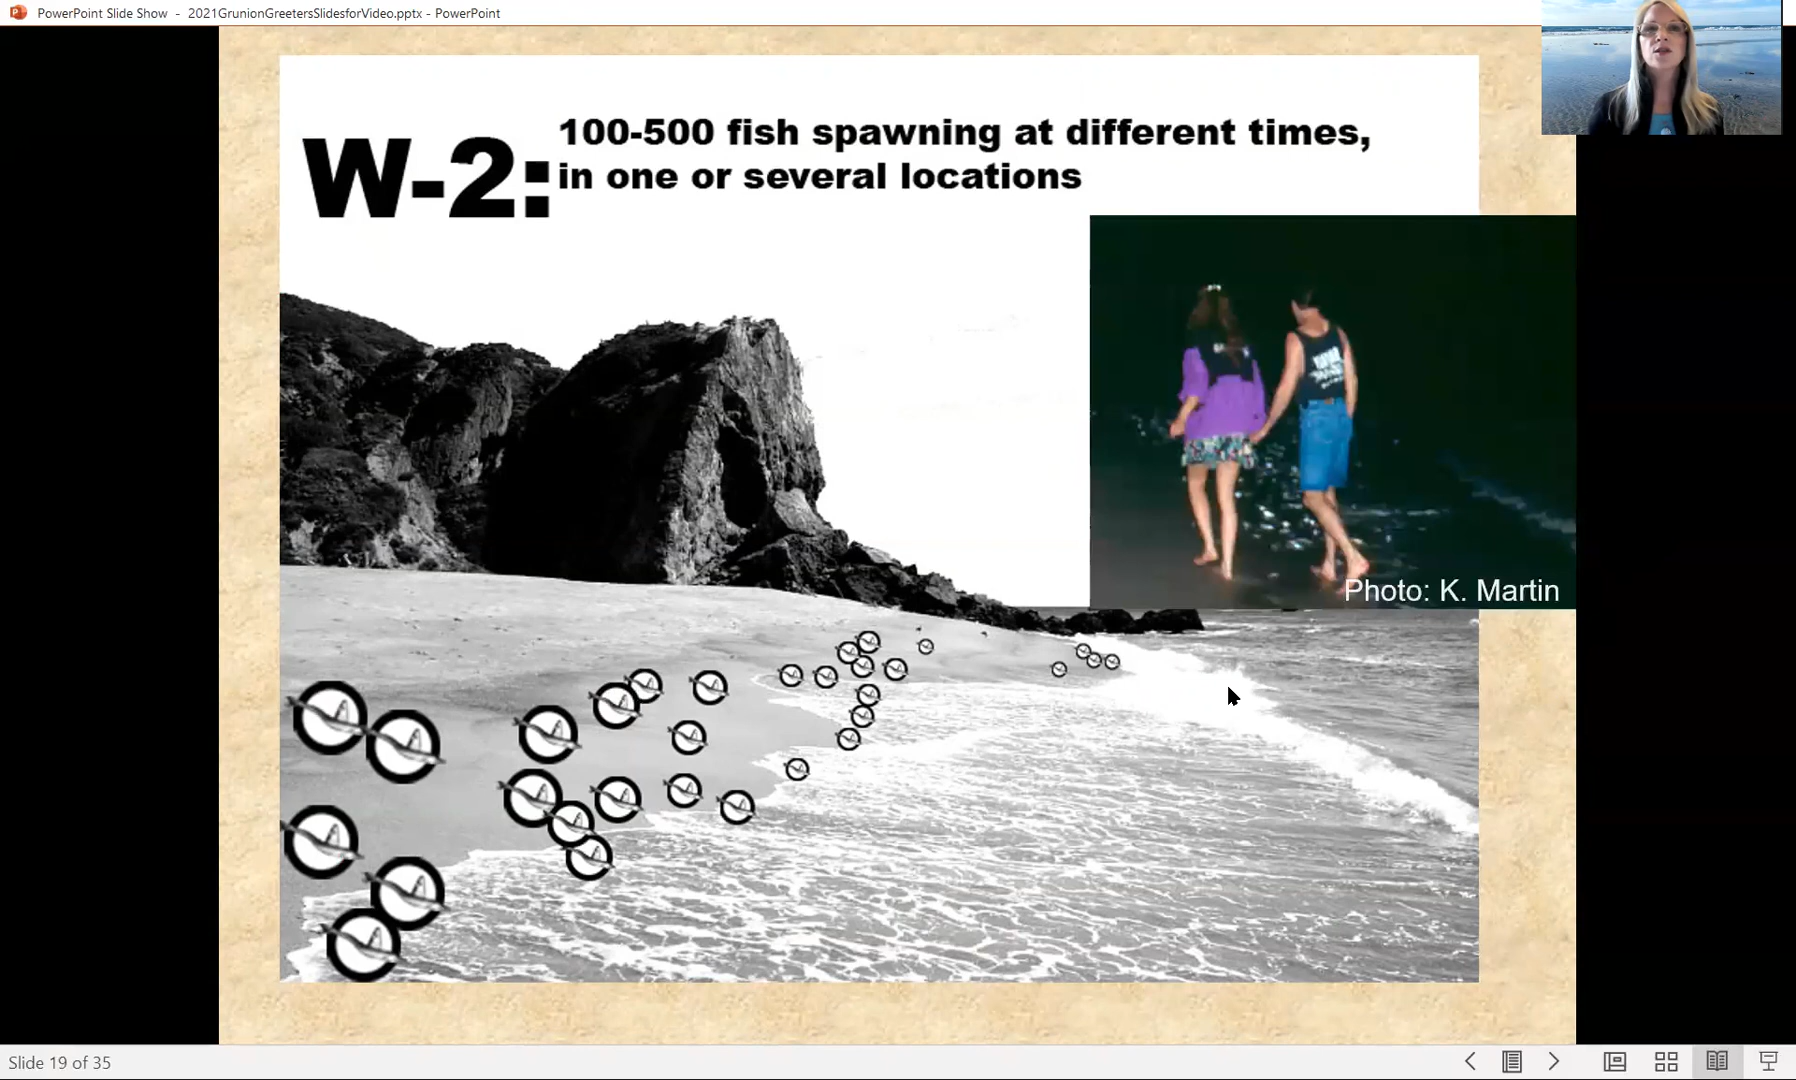 PowerPoint Slide Show - 2021GrunionGreetersSlidesforVideo.pptx - PowerPoint
W-2: 100-500 fish spawning at different times,
in one or several locations
Photo: K. Martin
Slide 19 of 35